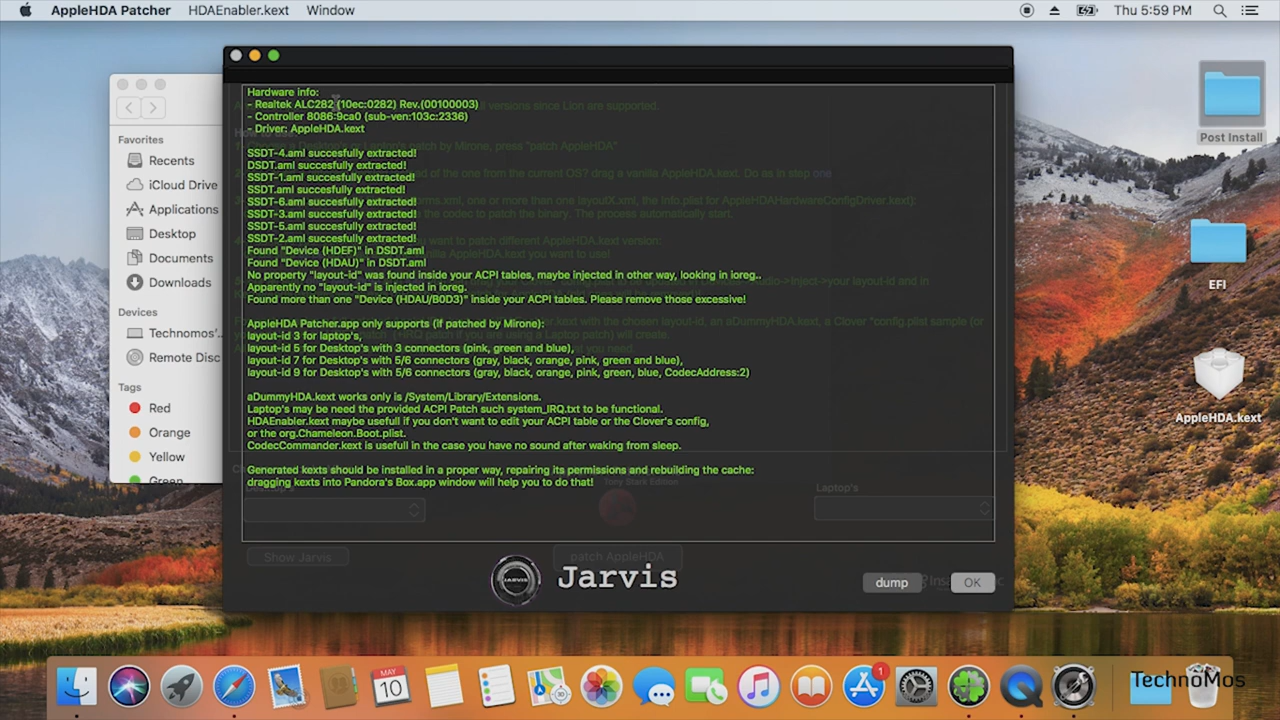 AppleHDA Patcher HDAEnabler.kext Window Thu 5:59 PM
Hardware info:
- Realtek ALC282 (10ec:0282) Rev.(00100003)
- Controller 8086:9ca0 (sub-ven:103c:2336)
- Driver: AppleHDA.kext
SSDT-4.aml succesfully extracted!
DSDT.aml succesfully extracted!
SSDT-1.aml succesfully extracted!
SSDT.aml succesfully extracted!
SSDT-6.aml succesfully extracted!
SSDT-3.aml succesfully extracted!
SSDT-5.aml succesfully extracted!
SSDT-2.aml succesfully extracted!
Found "Device (HDEF)" in DSDT.aml
Found "Device (HDAU)" in DSDT.aml
No property "layout-id" was found inside your ACPI tables, maybe injected in other way, looking in ioreg..
Apparently no "layout-id" is injected in ioreg.
Found more than one "Device (HDAU/B0D3)" inside your ACPI tables. Please remove those excessive!
AppleHDA Patcher.app only supports (if patched by Mirone):
layout-id 3 for laptop's,
layout-id 5 for Desktop's with 3 connectors (pink, green and blue),
layout-id 7 for Desktop's with 5/6 connectors (gray, black, orange, pink, green and blue),
layout-id 9 for Desktop's with 5/6 connectors (gray, black, orange, pink, green, blue, CodecAddress:2)
aDummyHDA.kext works only is /System/Library/Extensions.
Laptop's may be need the provided ACPI Patch such system_IRQ.txt to be functional.
HDAEnabler.kext maybe usefull if you don't want to edit your ACPI table or the Clover's config,
or the org.Chameleon.Boot.plist.
CodecCommander.kext is usefull in the case you have no sound after waking from sleep.
Generated kexts should be installed in a proper way, repairing its permissions and rebuilding the cache:
dragging kexts into Pandora's Box.app window will help you to do that!
Tony Stark Edition
Laptop's
Show Jarvis
patch AppleHDA
Jarvis
dump
OK
Favorites
Recents
iCloud Drive
Applications
Desktop
Documents
Downloads
Devices
Technomos'..
Remote Disc
Tags
Red
Orange
Yellow
Green
Post Install
EFI
AppleHDA.kext
MAY
10
1
TechnoMos